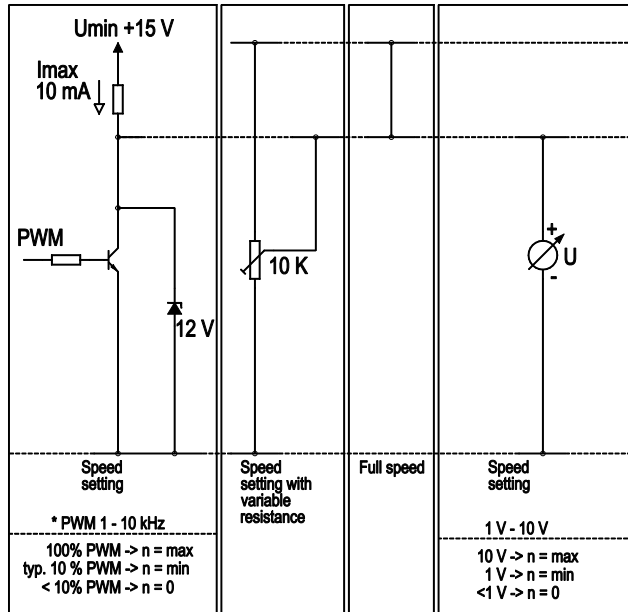 Umin +15 V
Imax
10 mA
PWM
12 V
10 K
+
U
-
Speed
setting
Speed
setting with
variable
resistance
Full speed
Speed
setting
* PWM 1 - 10 kHz
100% PWM -> n = max
typ. 10 % PWM -> n = min
< 10% PWM -> n = 0
1 V - 10 V
10 V -> n = max
1 V -> n = min
<1 V -> n = 0